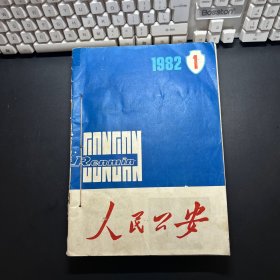 1982 1
GONGAN
Renmin
GONGAN
人民公安